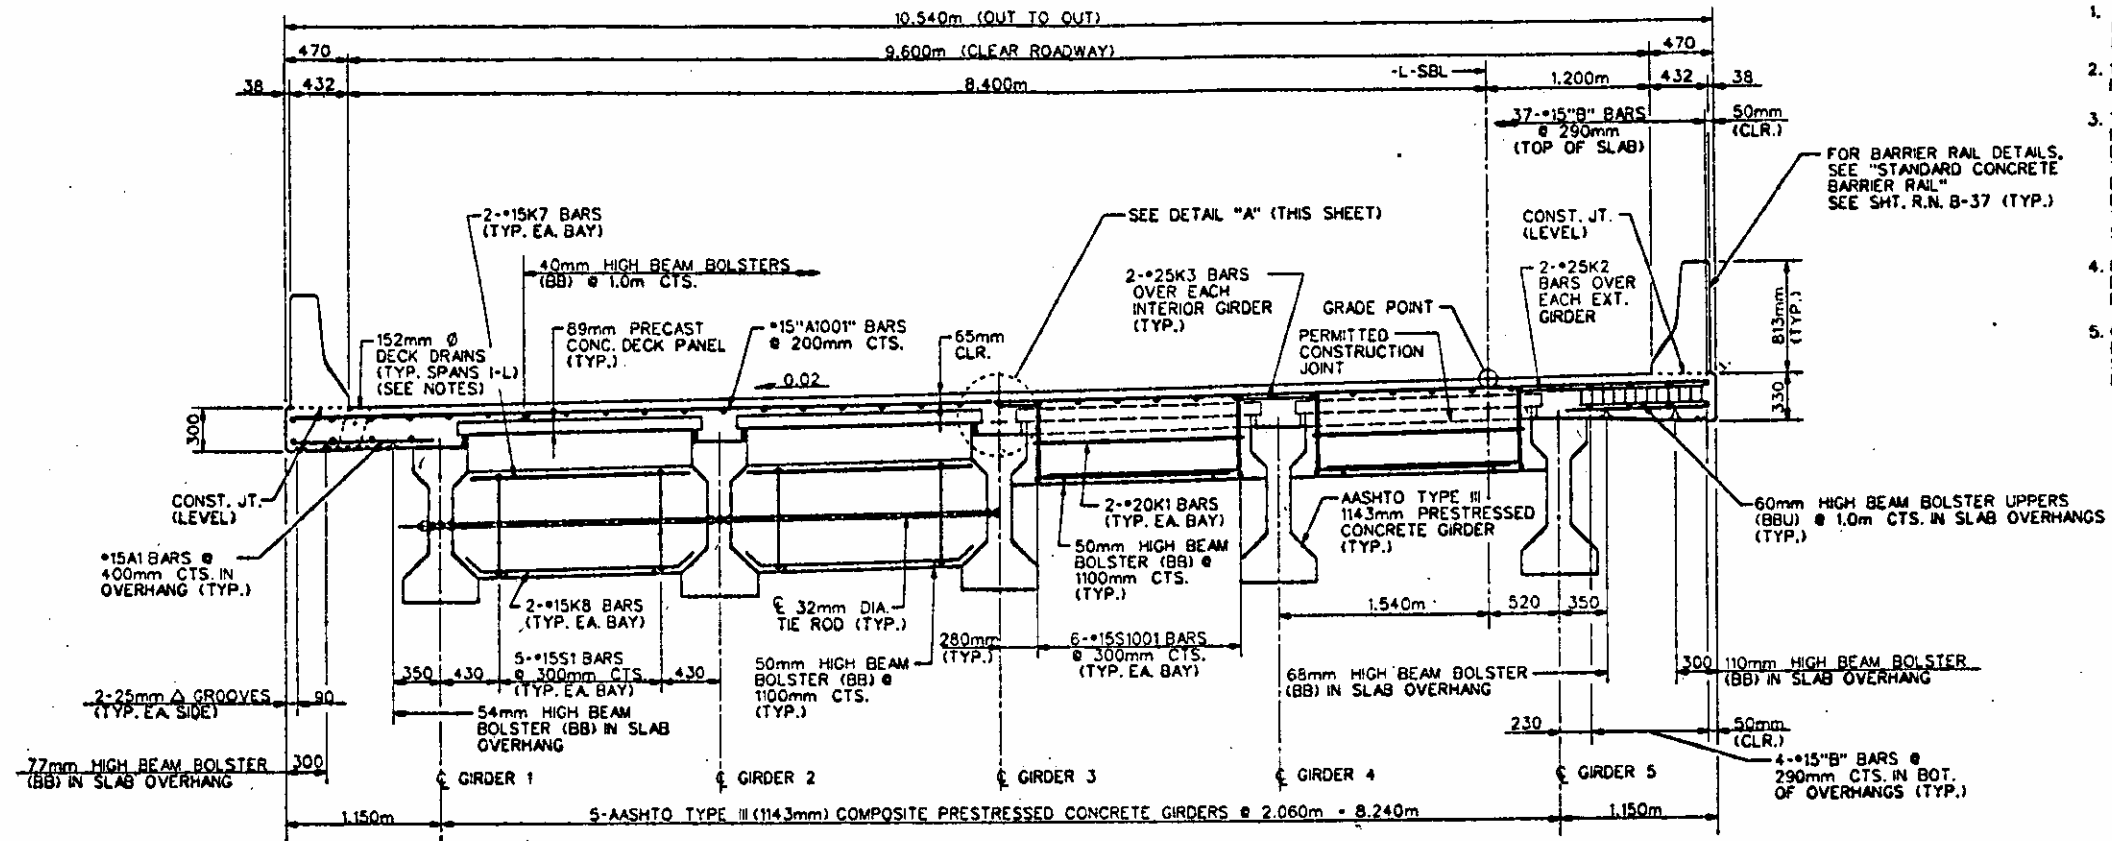 10.540m (OUT TO OUT)
470
9.600m (CLEAR ROADWAY)
470
-L-SBL
38
432
8.400m
1.200m
432
38
37-#15"B" BARS
@ 290mm
(TOP OF SLAB)
50mm
(CLR.)
1.
2.
3.
4.
5.
FOR BARRIER RAIL DETAILS,
SEE "STANDARD CONCRETE
BARRIER RAIL"
SEE SHT. R.N. B-37 (TYP.)
2-#15K7 BARS
(TYP. EA. BAY)
SEE DETAIL "A" (THIS SHEET)
CONST. JT.
(LEVEL)
40mm HIGH BEAM BOLSTERS
(BB) @ 1.0m CTS.
2-#25K3 BARS
OVER EACH
INTERIOR GIRDER
(TYP.)
2-#25K2
BARS OVER
EACH EXT.
GIRDER
GRADE POINT
813mm
(TYP.)
152mm Ø
DECK DRAINS
(TYP. SPANS I-L)
(SEE NOTES)
89mm PRECAST
CONC. DECK PANEL
(TYP.)
#15"A1001" BARS
@ 200mm CTS.
65mm
CLR.
PERMITTED
CONSTRUCTION
JOINT
0.02
300
330
CONST. JT.
(LEVEL)
2-#20K1 BARS
(TYP. EA. BAY)
AASHTO TYPE III
1143mm PRESTRESSED
CONCRETE GIRDER
(TYP.)
60mm HIGH BEAM BOLSTER UPPERS
(BBU) @ 1.0m CTS. IN SLAB OVERHANGS
(TYP.)
#15A1 BARS @
400mm CTS. IN
OVERHANG (TYP.)
50mm HIGH BEAM
BOLSTER (BB) @
1100mm CTS.
(TYP.)
2-#15K8 BARS
(TYP. EA. BAY)
℄ 32mm DIA.
TIE ROD (TYP.)
1.540m
520
350
280mm
(TYP.)
6-#15S1001 BARS
@ 300mm CTS.
(TYP. EA. BAY)
350
430
5-#15S1 BARS
@ 300mm CTS.
(TYP. EA. BAY)
430
50mm HIGH BEAM
BOLSTER (BB) @
1100mm CTS.
(TYP.)
68mm HIGH BEAM BOLSTER
(BB) IN SLAB OVERHANG
300
110mm HIGH BEAM BOLSTER
(BB) IN SLAB OVERHANG
2-25mm △ GROOVES
(TYP. EA. SIDE)
90
54mm HIGH BEAM
BOLSTER (BB) IN SLAB
OVERHANG
230
50mm
(CLR.)
77mm HIGH BEAM BOLSTER
(BB) IN SLAB OVERHANG
300
℄ GIRDER 1
℄ GIRDER 2
℄ GIRDER 3
℄ GIRDER 4
℄ GIRDER 5
4-#15"B" BARS @
290mm CTS. IN BOT.
OF OVERHANGS (TYP.)
1.150m
5-AASHTO TYPE III (1143mm) COMPOSITE PRESTRESSED CONCRETE GIRDERS @ 2.060m = 8.240m
1.150m